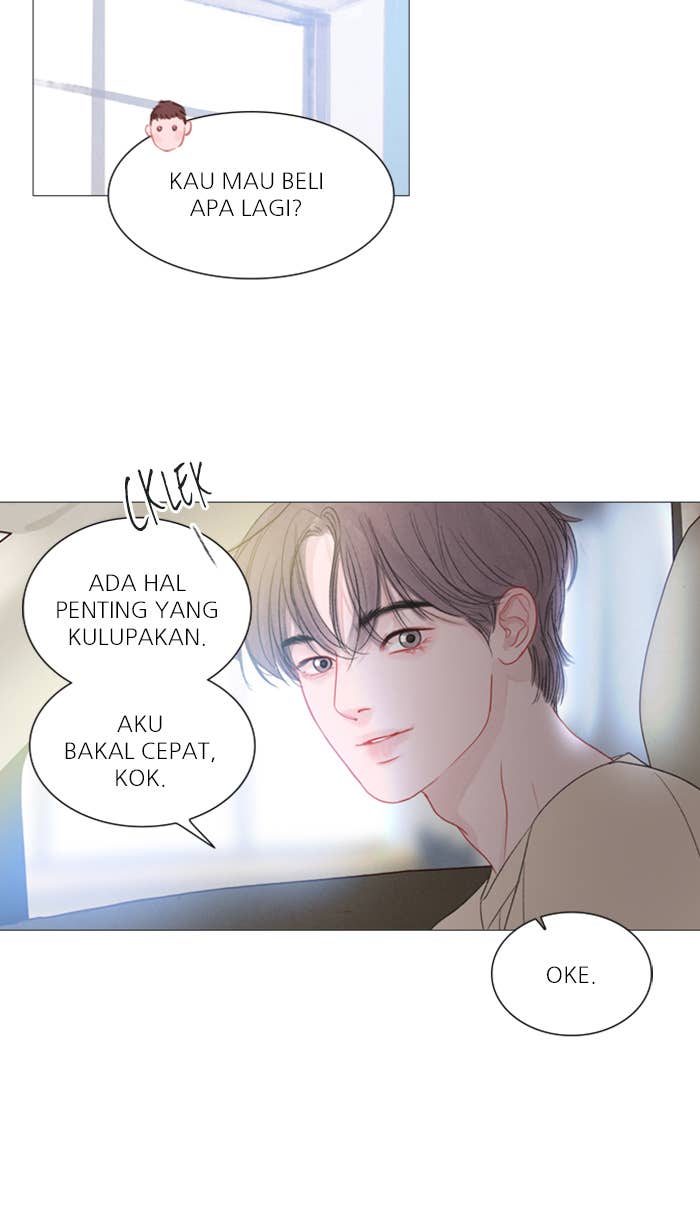 KAU MAU BELI
APA LAGI?
CKLEK
ADA HAL
PENTING YANG
KULUPAKAN.
AKU
BAKAL CEPAT,
KOK.
OKE.